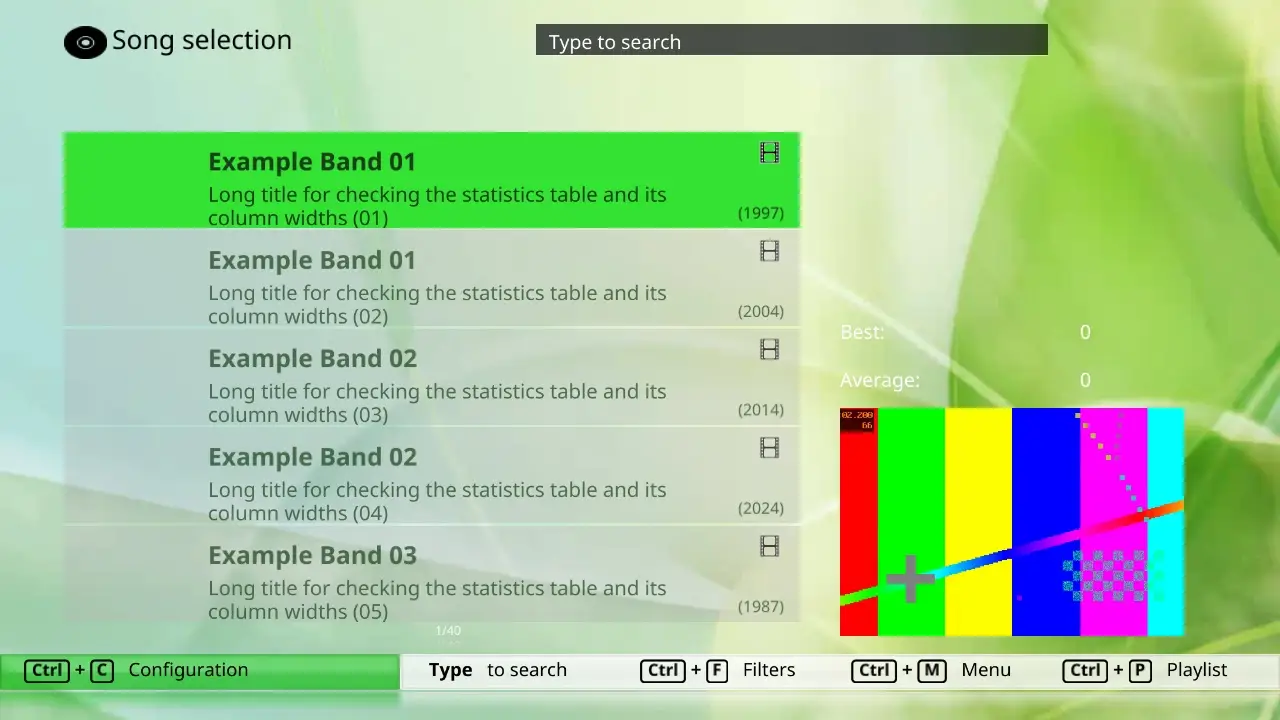 Song selection
Type to search
Example Band 01
Long title for checking the statistics table and its
column widths (01)
(1997)
Example Band 01
Long title for checking the statistics table and its
column widths (02)
(2004)
Example Band 02
Long title for checking the statistics table and its
column widths (03)
(2014)
Example Band 02
Long title for checking the statistics table and its
column widths (04)
(2024)
Example Band 03
Long title for checking the statistics table and its
column widths (05)
(1987)
1/40
Best: 0
Average: 0
02.200
66
Ctrl + C Configuration
Type to search
Ctrl + F Filters
Ctrl + M Menu
Ctrl + P Playlist